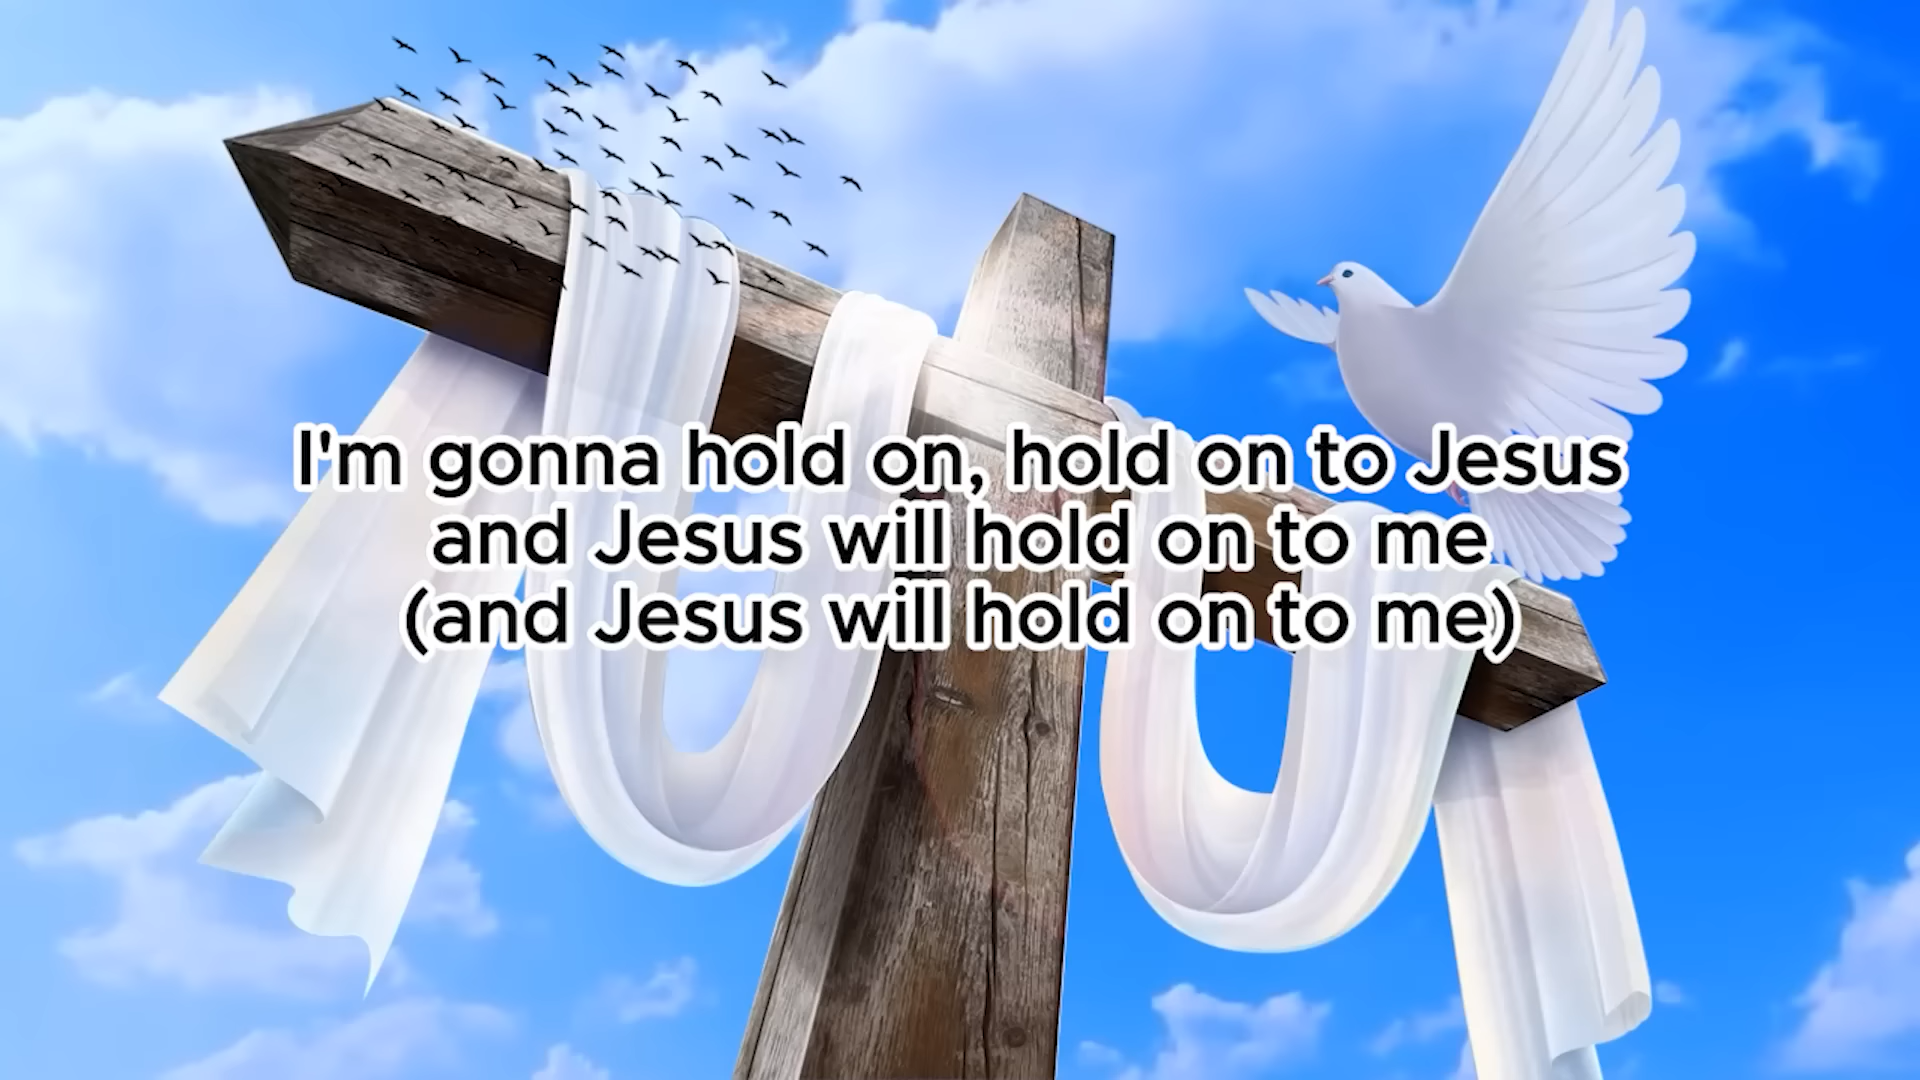 I'm gonna hold on, hold on to Jesus
and Jesus will hold on to me
(and Jesus will hold on to me)